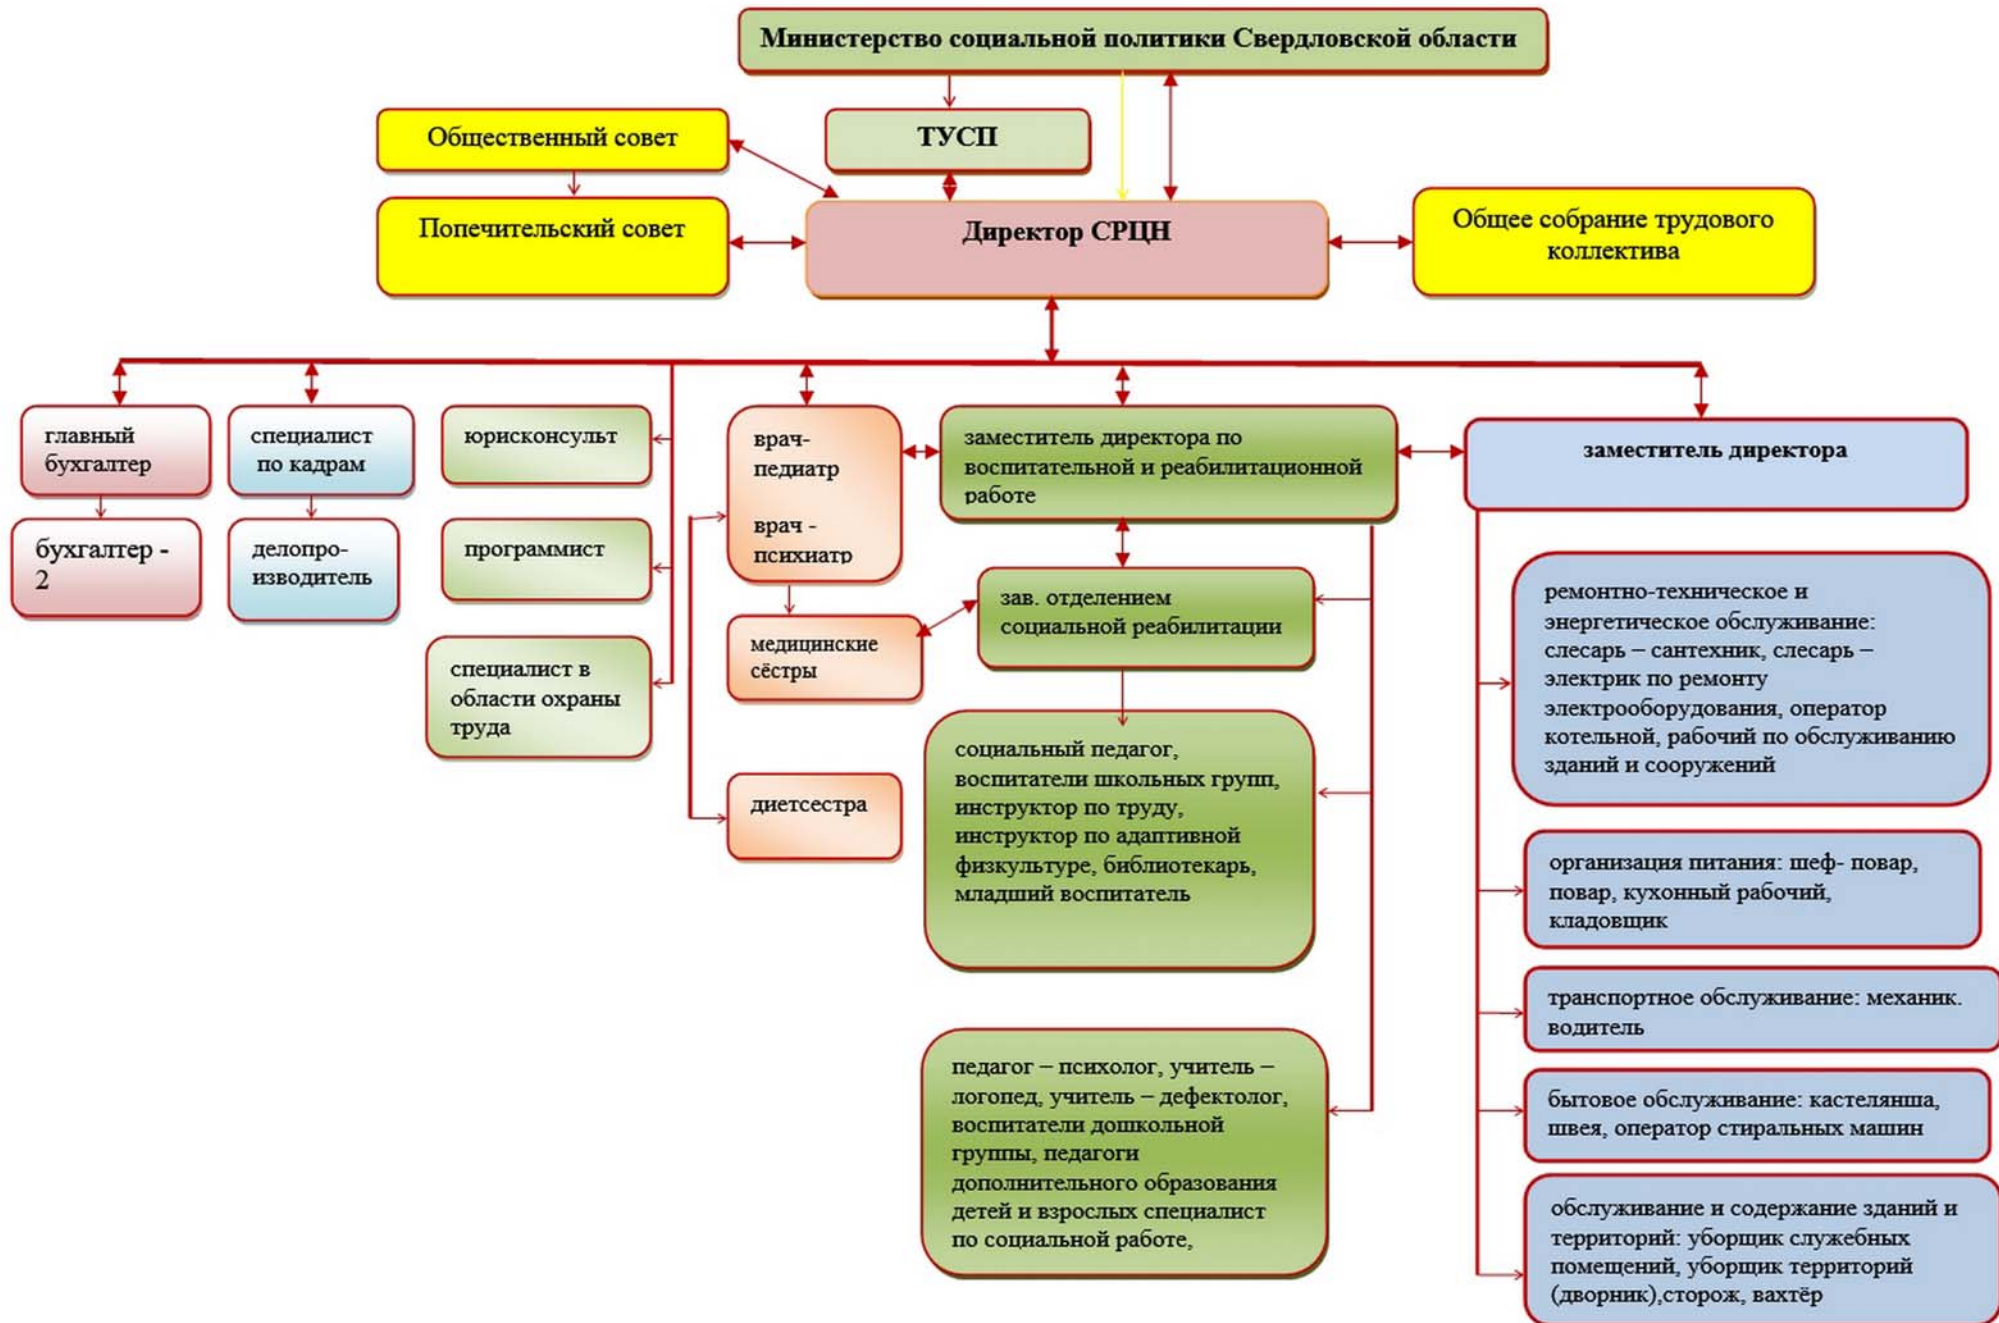 Министерство социальной политики Свердловской области
Общественный совет
ТУСП
Попечительский совет
Директор СРЦН
Общее собрание трудового
коллектива
главный
бухгалтер
специалист
по кадрам
юрисконсульт
врач-
педиатр
врач -
психиатр
заместитель директора по
воспитательной и реабилитационной
работе
заместитель директора
бухгалтер -
2
делопро-
изводитель
программист
специалист в
области охраны
труда
медицинские
сёстры
диетсестра
зав. отделением
социальной реабилитации
социальный педагог,
воспитатели школьных групп,
инструктор по труду,
инструктор по адаптивной
физкультуре, библиотекарь,
младший воспитатель
педагог – психолог, учитель –
логопед, учитель – дефектолог,
воспитатели дошкольной
группы, педагоги
дополнительного образования
детей и взрослых специалист
по социальной работе,
ремонтно-техническое и
энергетическое обслуживание:
слесарь – сантехник, слесарь –
электрик по ремонту
электрооборудования, оператор
котельной, рабочий по обслуживанию
зданий и сооружений
организация питания: шеф- повар,
повар, кухонный рабочий,
кладовщик
транспортное обслуживание: механик.
водитель
бытовое обслуживание: кастелянша,
швея, оператор стиральных машин
обслуживание и содержание зданий и
территорий: уборщик служебных
помещений, уборщик территорий
(дворник),сторож, вахтёр